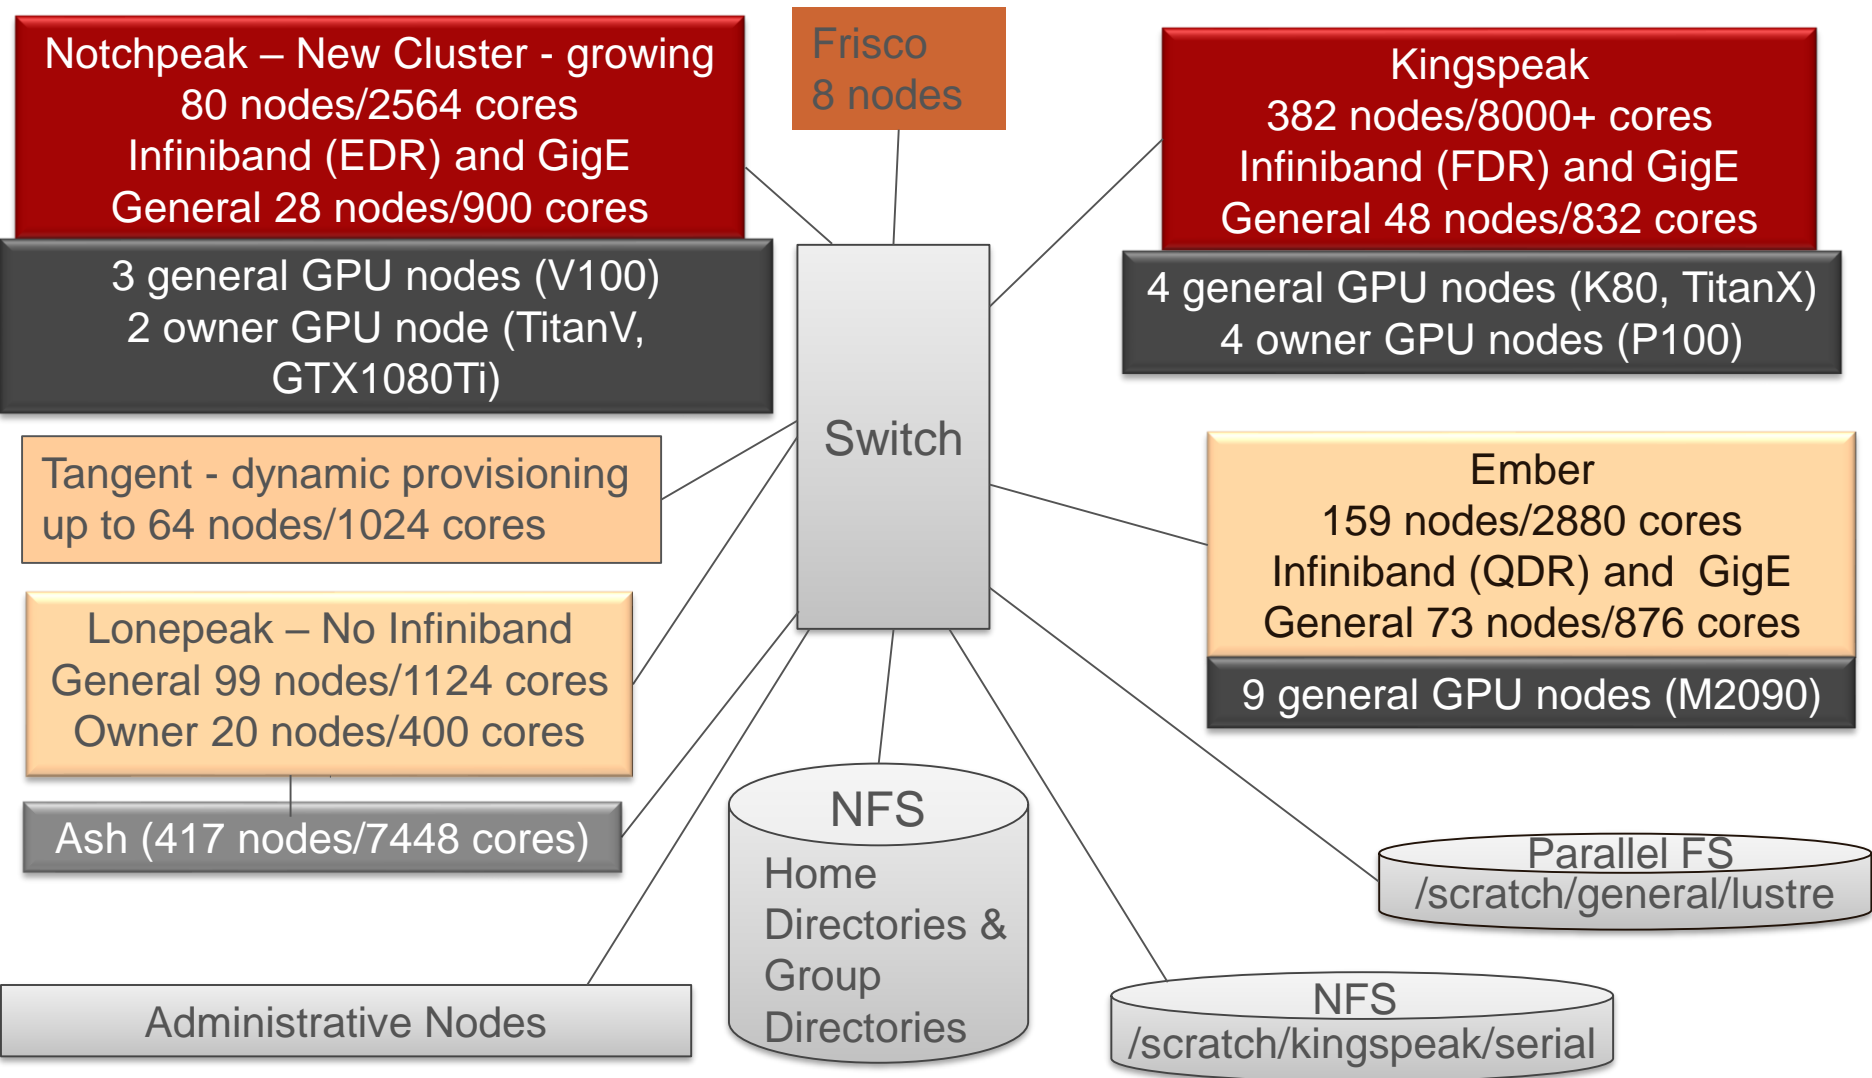 Notchpeak – New Cluster - growing
80 nodes/2564 cores
Infiniband (EDR) and GigE
General 28 nodes/900 cores
3 general GPU nodes (V100)
2 owner GPU node (TitanV,
GTX1080Ti)
Frisco
8 nodes
Kingspeak
382 nodes/8000+ cores
Infiniband (FDR) and GigE
General 48 nodes/832 cores
4 general GPU nodes (K80, TitanX)
4 owner GPU nodes (P100)
Switch
Tangent - dynamic provisioning
up to 64 nodes/1024 cores
Ember
159 nodes/2880 cores
Infiniband (QDR) and GigE
General 73 nodes/876 cores
9 general GPU nodes (M2090)
Lonepeak – No Infiniband
General 99 nodes/1124 cores
Owner 20 nodes/400 cores
Ash (417 nodes/7448 cores)
NFS
Home
Directories &
Group
Directories
Parallel FS
/scratch/general/lustre
Administrative Nodes
NFS
/scratch/kingspeak/serial